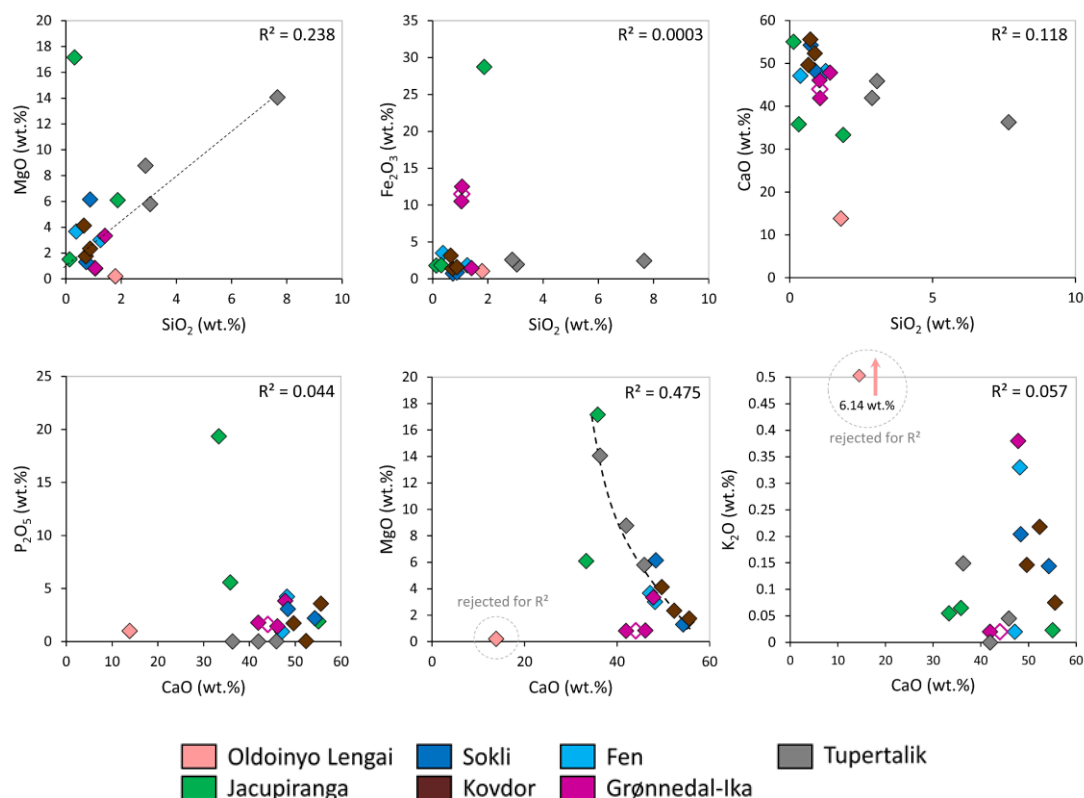 R² = 0.238
MgO (wt.%)
20
18
16
14
12
10
8
6
4
2
0
0 2 4 6 8 10
SiO₂ (wt.%)
R² = 0.0003
Fe₂O₃ (wt.%)
35
30
25
20
15
10
5
0
0 2 4 6 8 10
SiO₂ (wt.%)
R² = 0.118
CaO (wt.%)
60
50
40
30
20
10
0
0 5 10
SiO₂ (wt.%)
R² = 0.044
P₂O₅ (wt.%)
25
20
15
10
5
0
0 10 20 30 40 50 60
CaO (wt.%)
R² = 0.475
MgO (wt.%)
20
18
16
14
12
10
8
6
4
2
0
rejected for R²
0 20 40 60
CaO (wt.%)
R² = 0.057
K₂O (wt.%)
0.5
0.45
0.4
0.35
0.3
0.25
0.2
0.15
0.1
0.05
0
6.14 wt.%
rejected for R²
0 10 20 30 40 50 60
CaO (wt.%)
Oldoinyo Lengai Sokli Fen Tupertalik
Jacupiranga Kovdor Grønnedal-Ika